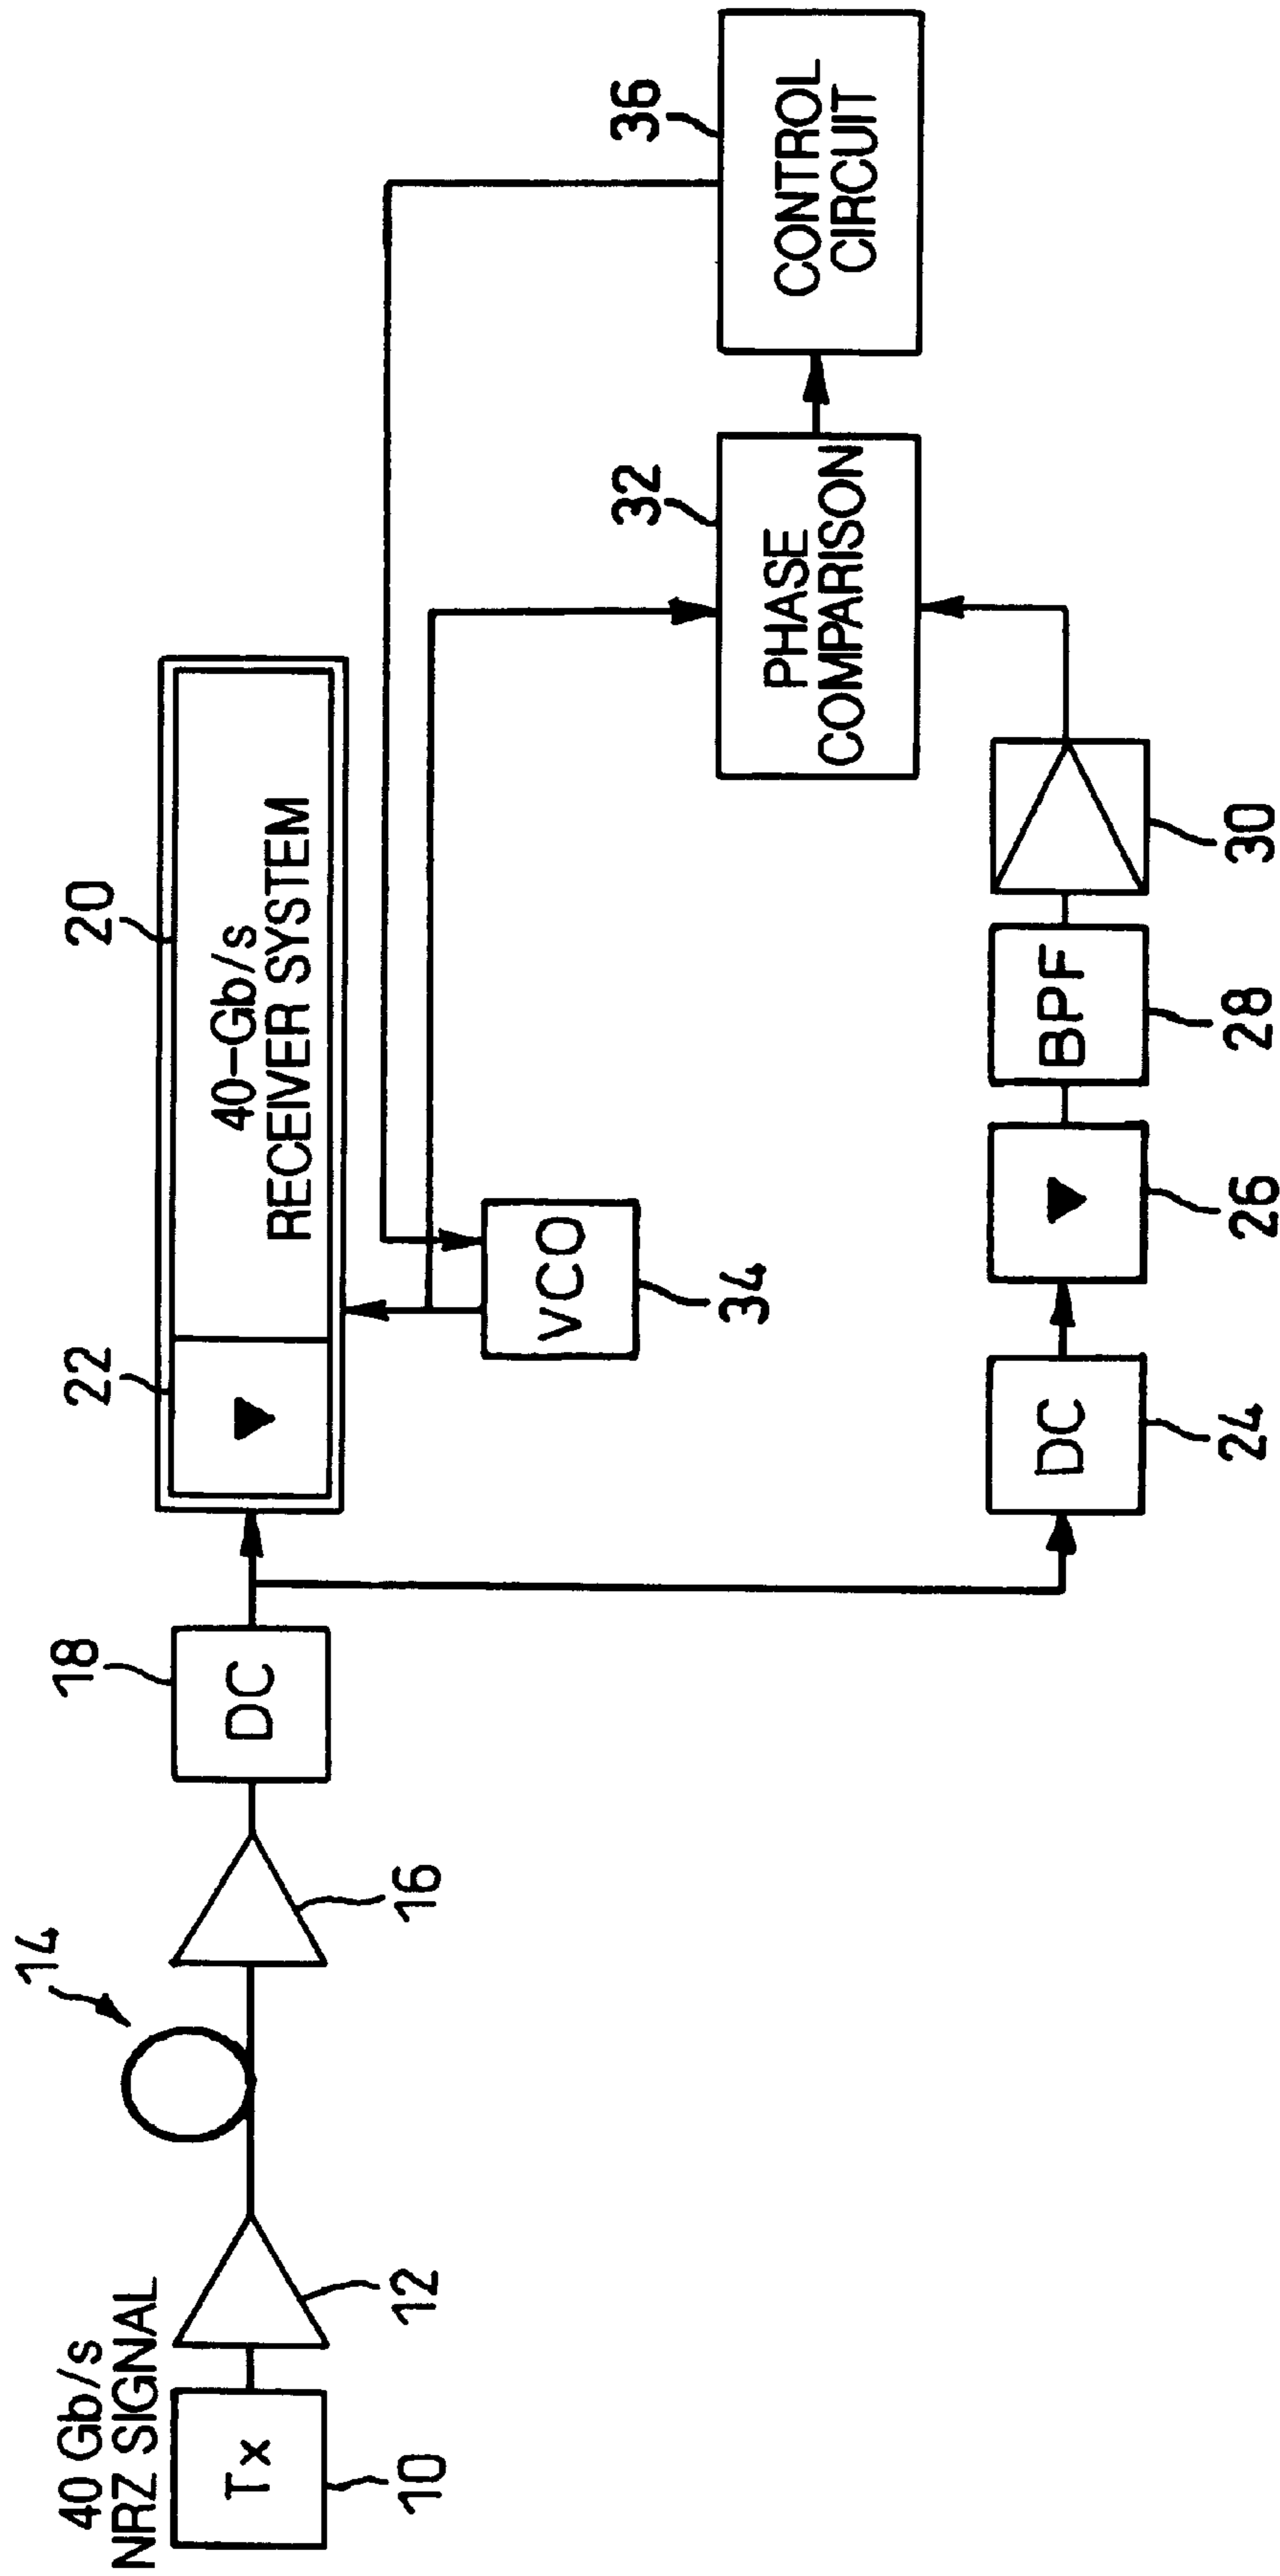 40 Gb/s
NRZ SIGNAL
Tx
10
12
14
16
18
DC
22
20
40-Gb/s
RECEIVER SYSTEM
VCO
34
DC
24
26
BPF
28
30
32
PHASE
COMPARISON
36
CONTROL
CIRCUIT